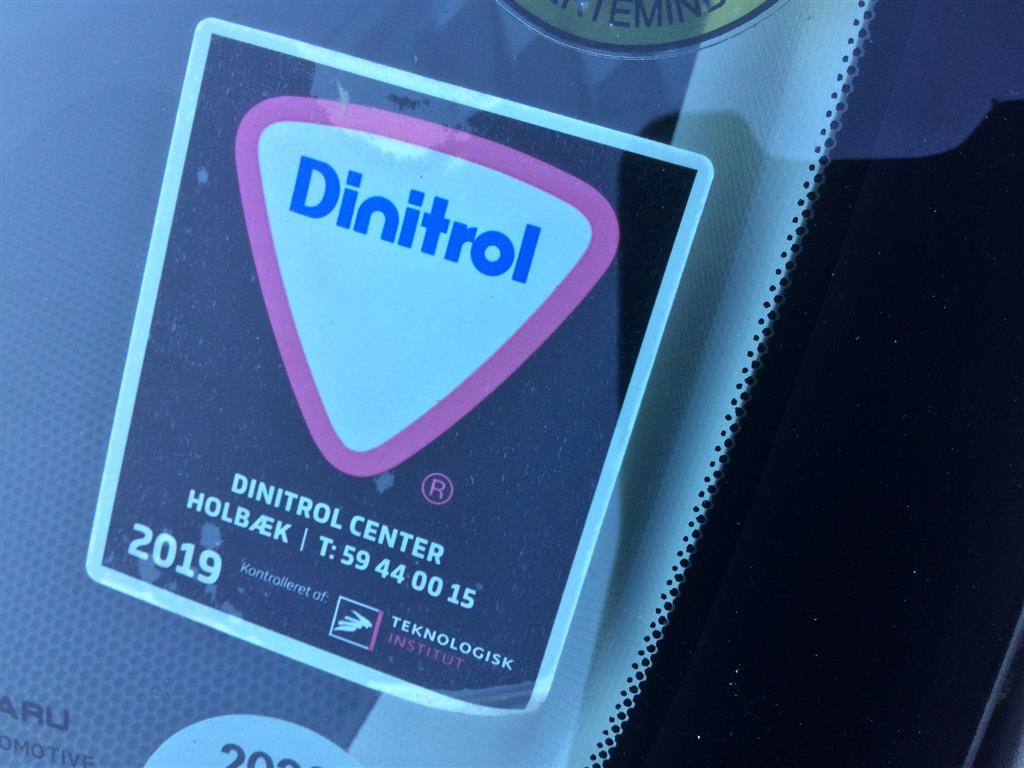 Dinitrol
®
DINITROL CENTER
HOLBÆK | T: 59 44 00 15
2019
Kontrolleret af:
TEKNOLOGISK
INSTITUT